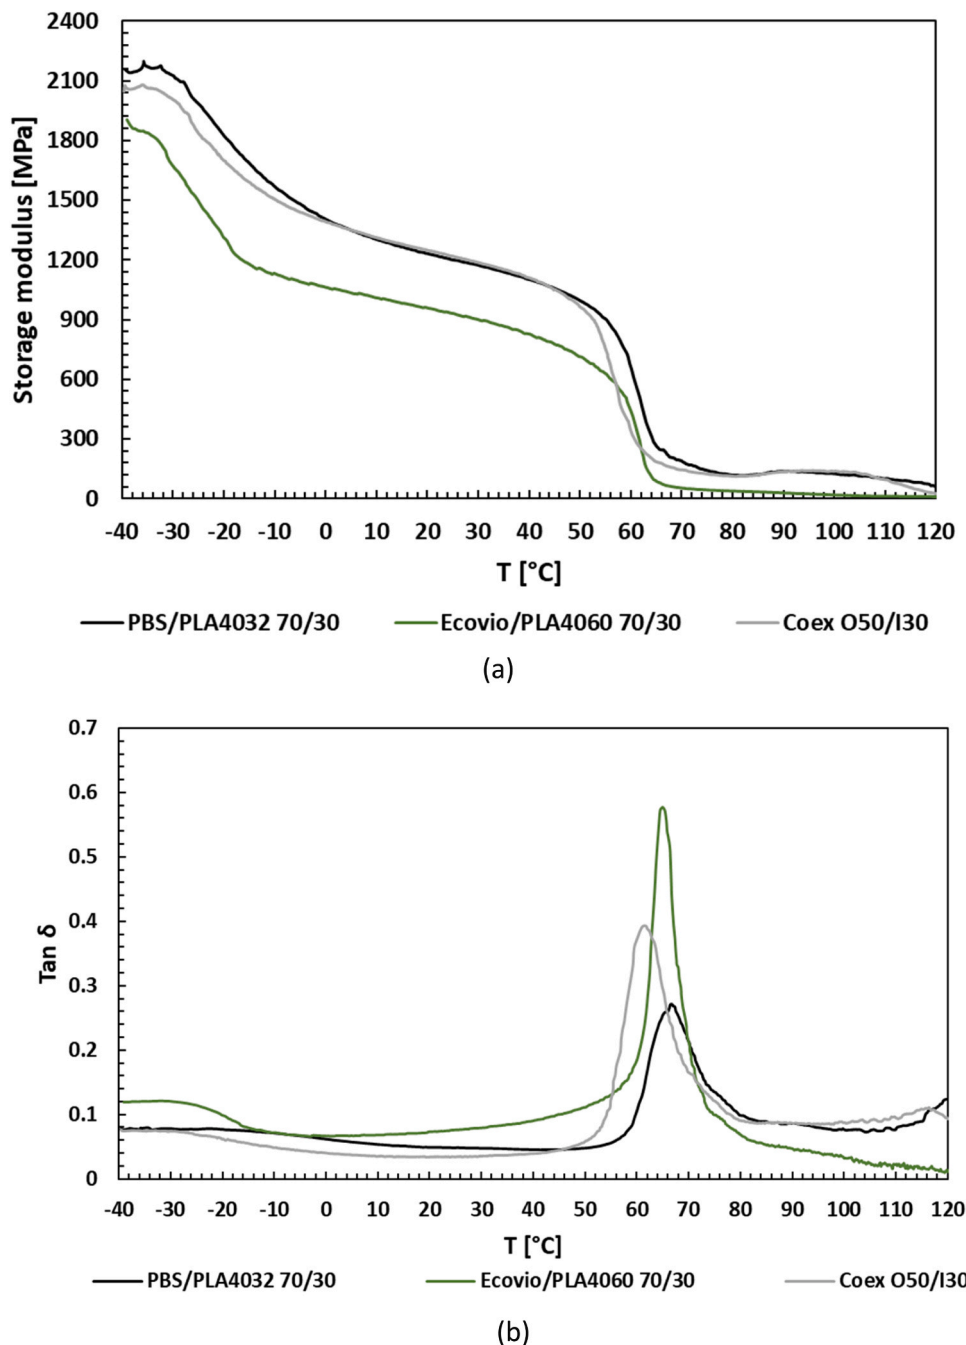 2400
2100
1800
1500
1200
900
600
300
0
Storage modulus [MPa]
-40 -30 -20 -10 0 10 20 30 40 50 60 70 80 90 100 110 120
T [°C]
PBS/PLA4032 70/30 Ecovio/PLA4060 70/30 Coex O50/I30
(a)
0.7
0.6
0.5
0.4
0.3
0.2
0.1
0
Tan δ
-40 -30 -20 -10 0 10 20 30 40 50 60 70 80 90 100 110 120
T [°C]
PBS/PLA4032 70/30 Ecovio/PLA4060 70/30 Coex O50/I30
(b)